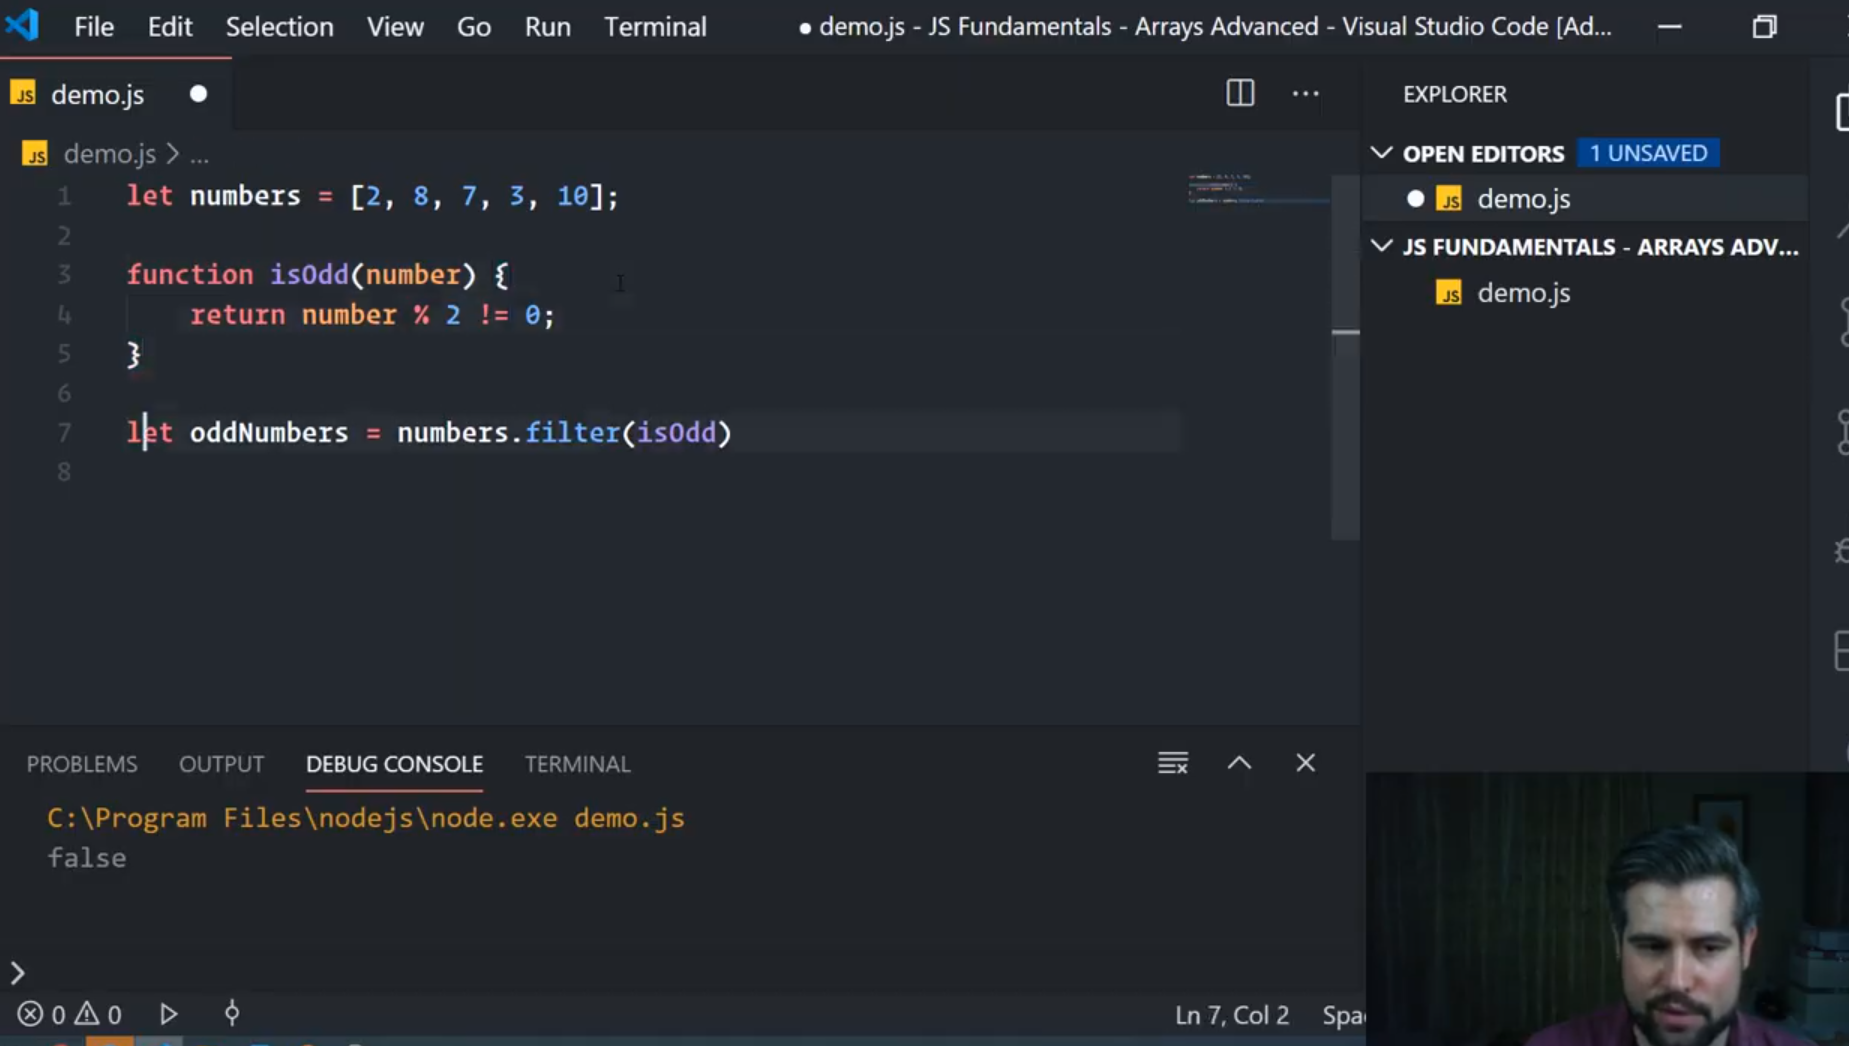 File Edit Selection View Go Run Terminal ● demo.js - JS Fundamentals - Arrays Advanced - Visual Studio Code [Ad...
JS demo.js
JS demo.js > ...
1 let numbers = [2, 8, 7, 3, 10];
2
3 function isOdd(number) {
4 return number % 2 != 0;
5 }
6
7 let oddNumbers = numbers.filter(isOdd)
8
EXPLORER
OPEN EDITORS 1 UNSAVED
JS demo.js
JS FUNDAMENTALS - ARRAYS ADV...
JS demo.js
PROBLEMS OUTPUT DEBUG CONSOLE TERMINAL
C:\Program Files\nodejs\node.exe demo.js
false
>
0 0 Ln 7, Col 2 Spa